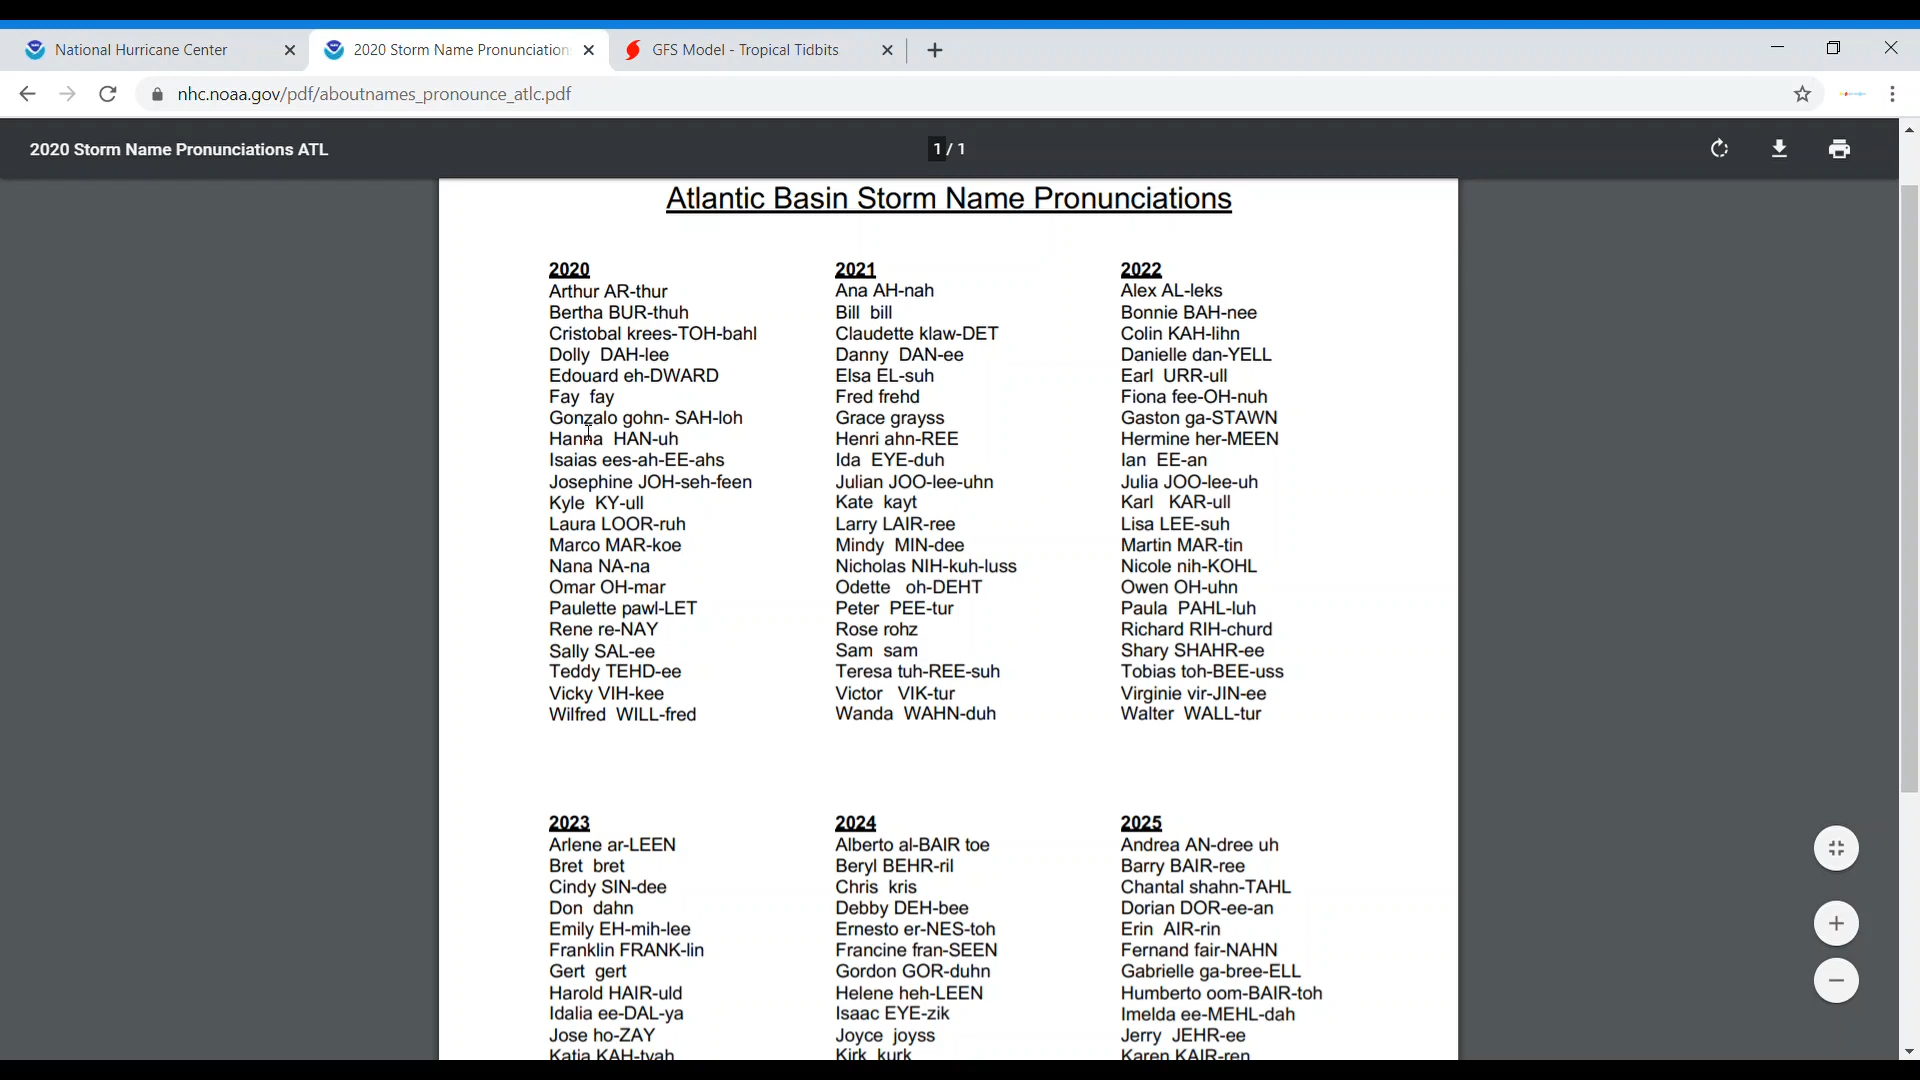 National Hurricane Center
2020 Storm Name Pronunciation
GFS Model - Tropical Tidbits
nhc.noaa.gov/pdf/aboutnames_pronounce_atlc.pdf
2020 Storm Name Pronunciations ATL
1 / 1
Atlantic Basin Storm Name Pronunciations
2020
Arthur AR-thur
Bertha BUR-thuh
Cristobal krees-TOH-bahl
Dolly DAH-lee
Edouard eh-DWARD
Fay fay
Gonzalo gohn- SAH-loh
Hanna HAN-uh
Isaias ees-ah-EE-ahs
Josephine JOH-seh-feen
Kyle KY-ull
Laura LOOR-ruh
Marco MAR-koe
Nana NA-na
Omar OH-mar
Paulette pawl-LET
Rene re-NAY
Sally SAL-ee
Teddy TEHD-ee
Vicky VIH-kee
Wilfred WILL-fred
2021
Ana AH-nah
Bill bill
Claudette klaw-DET
Danny DAN-ee
Elsa EL-suh
Fred frehd
Grace grayss
Henri ahn-REE
Ida EYE-duh
Julian JOO-lee-uhn
Kate kayt
Larry LAIR-ree
Mindy MIN-dee
Nicholas NIH-kuh-luss
Odette oh-DEHT
Peter PEE-tur
Rose rohz
Sam sam
Teresa tuh-REE-suh
Victor VIK-tur
Wanda WAHN-duh
2022
Alex AL-leks
Bonnie BAH-nee
Colin KAH-lihn
Danielle dan-YELL
Earl URR-ull
Fiona fee-OH-nuh
Gaston ga-STAWN
Hermine her-MEEN
Ian EE-an
Julia JOO-lee-uh
Karl KAR-ull
Lisa LEE-suh
Martin MAR-tin
Nicole nih-KOHL
Owen OH-uhn
Paula PAHL-luh
Richard RIH-churd
Shary SHAHR-ee
Tobias toh-BEE-uss
Virginie vir-JIN-ee
Walter WALL-tur
2023
Arlene ar-LEEN
Bret bret
Cindy SIN-dee
Don dahn
Emily EH-mih-lee
Franklin FRANK-lin
Gert gert
Harold HAIR-uld
Idalia ee-DAL-ya
Jose ho-ZAY
Katia KAH-tyah
2024
Alberto al-BAIR toe
Beryl BEHR-ril
Chris kris
Debby DEH-bee
Ernesto er-NES-toh
Francine fran-SEEN
Gordon GOR-duhn
Helene heh-LEEN
Isaac EYE-zik
Joyce joyss
Kirk kurk
2025
Andrea AN-dree uh
Barry BAIR-ree
Chantal shahn-TAHL
Dorian DOR-ee-an
Erin AIR-rin
Fernand fair-NAHN
Gabrielle ga-bree-ELL
Humberto oom-BAIR-toh
Imelda ee-MEHL-dah
Jerry JEHR-ee
Karen KAIR-ren